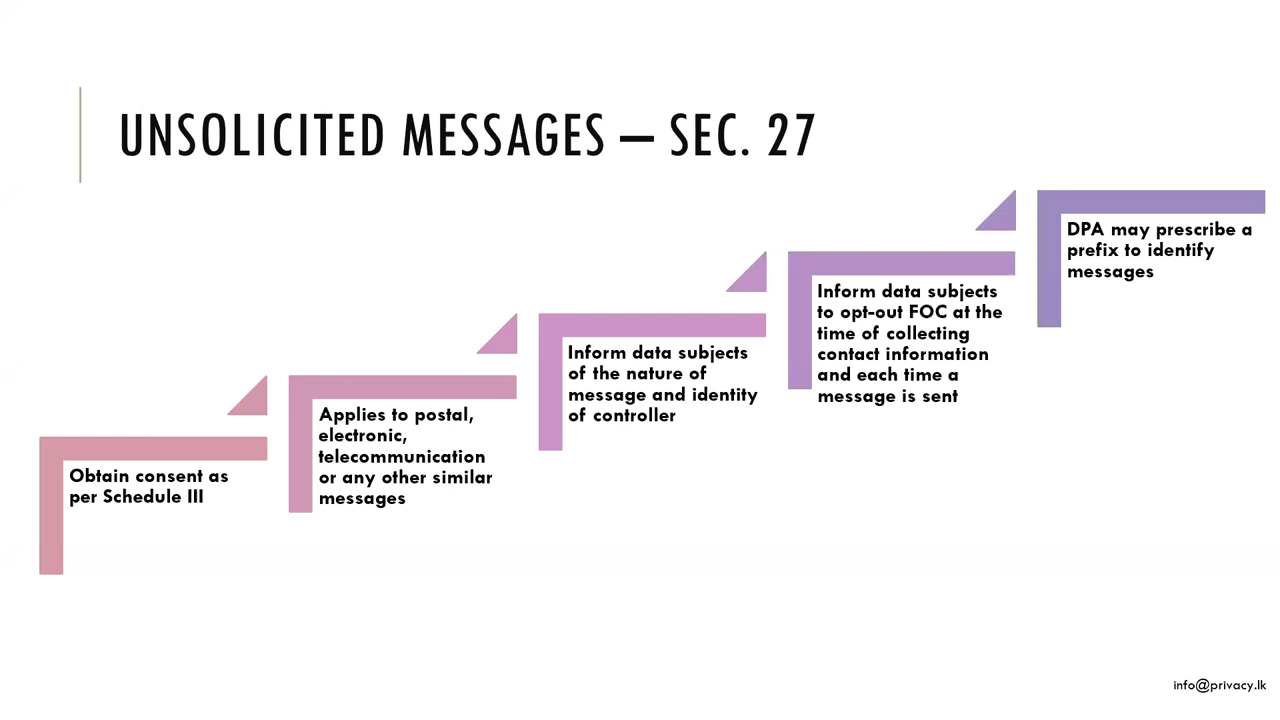 UNSOLICITED MESSAGES – SEC. 27
Obtain consent as
per Schedule III
Applies to postal,
electronic,
telecommunication
or any other similar
messages
Inform data subjects
of the nature of
message and identity
of controller
Inform data subjects
to opt-out FOC at the
time of collecting
contact information
and each time a
message is sent
DPA may prescribe a
prefix to identify
messages
info@privacy.lk